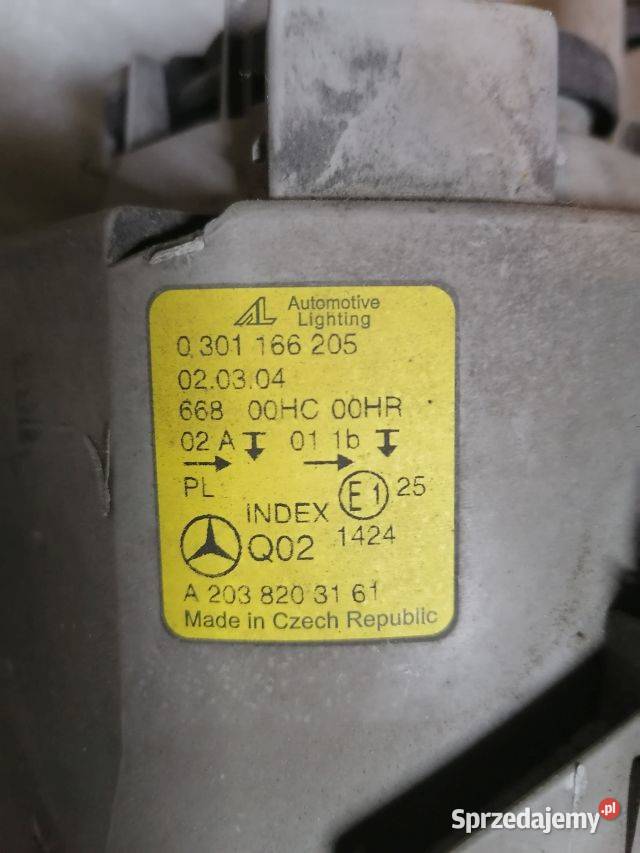 AL Automotive
Lighting
0 301 166 205
02.03.04
668 00HC 00HR
02 A 01 1b
PL E1 25
INDEX 1424
Q02
A 203 820 31 61
Made in Czech Republic
Sprzedajemy.pl